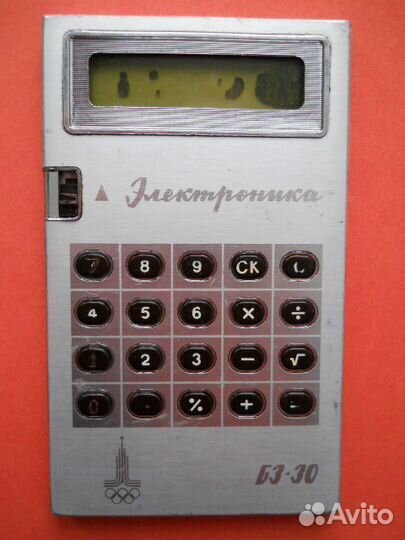 Электроника
7 8 9 СК C
4 5 6 × ÷
1 2 3 − √
0 . % +
Б3-30
Avito